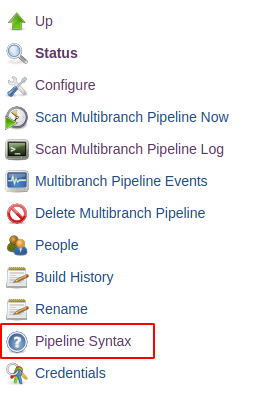 Up
Status
Configure
Scan Multibranch Pipeline Now
Scan Multibranch Pipeline Log
Multibranch Pipeline Events
Delete Multibranch Pipeline
People
Build History
Rename
Pipeline Syntax
Credentials